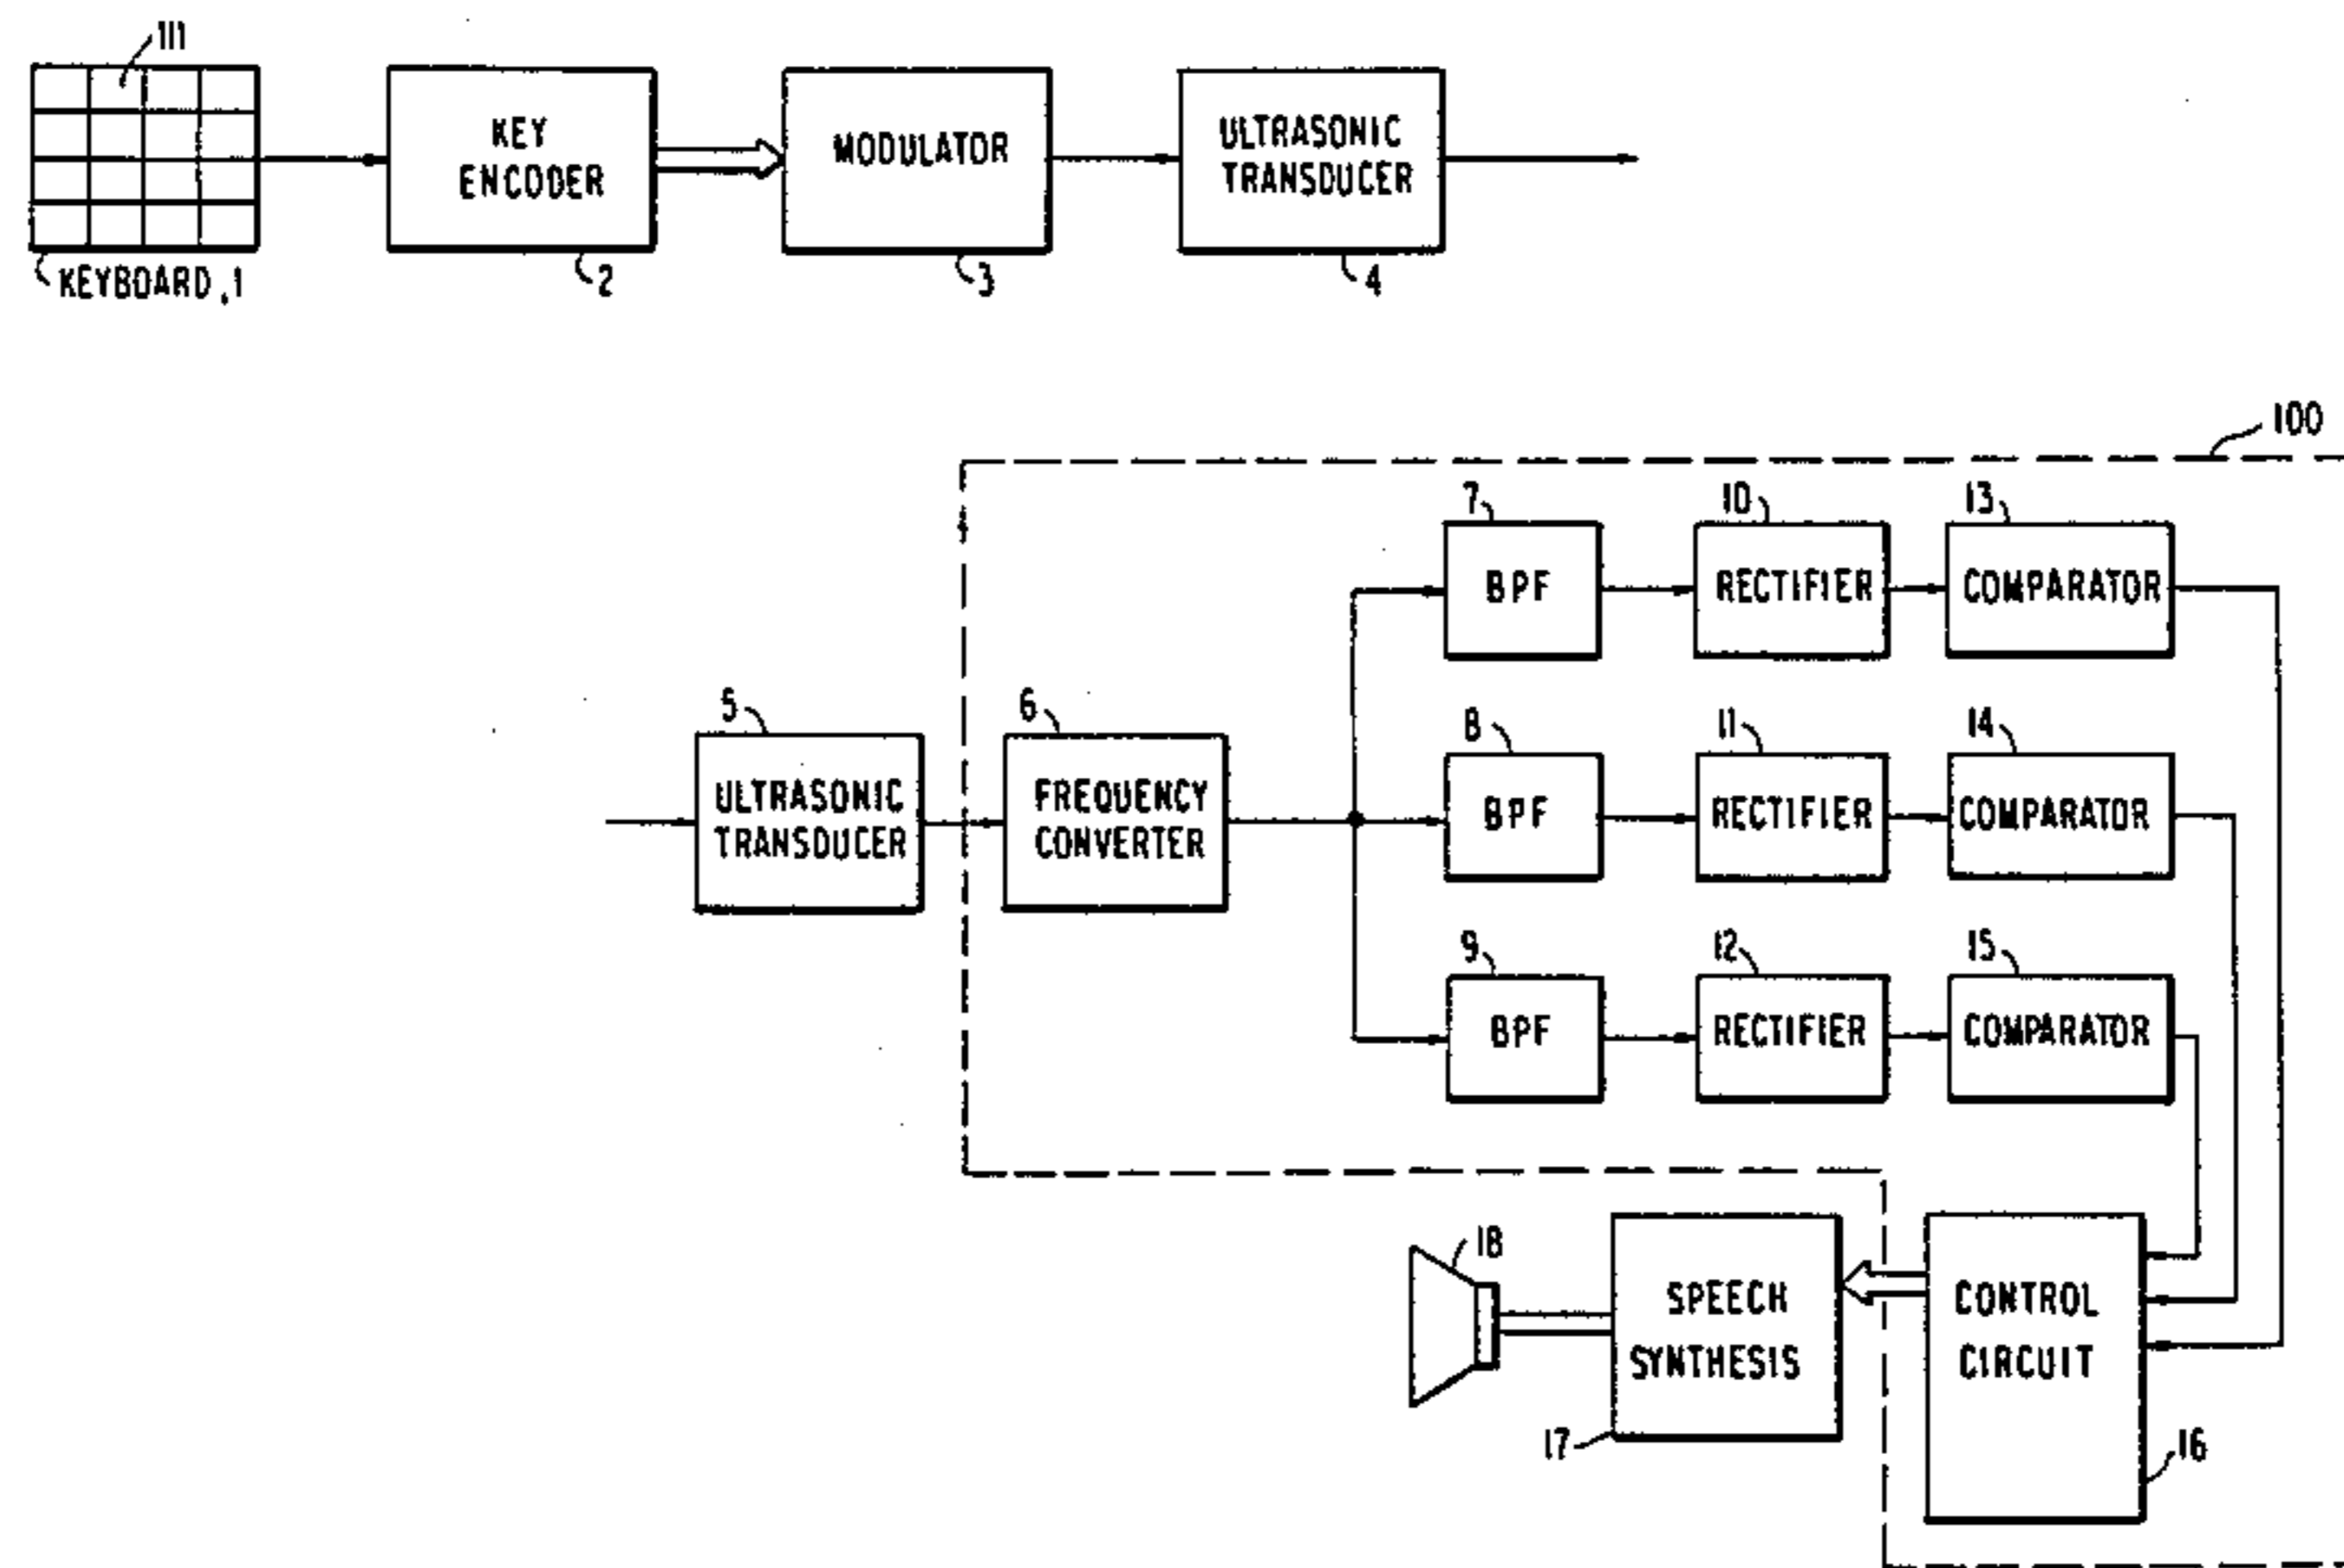 111
KEY
ENCODER
MODULATOR
ULTRASONIC
TRANSDUCER
KEYBOARD, 1
2
3
4
100
7
10
13
BPF
RECTIFIER
COMPARATOR
5
6
8
11
14
ULTRASONIC
TRANSDUCER
FREQUENCY
CONVERTER
BPF
RECTIFIER
COMPARATOR
9
12
15
BPF
RECTIFIER
COMPARATOR
18
SPEECH
SYNTHESIS
CONTROL
CIRCUIT
17
16